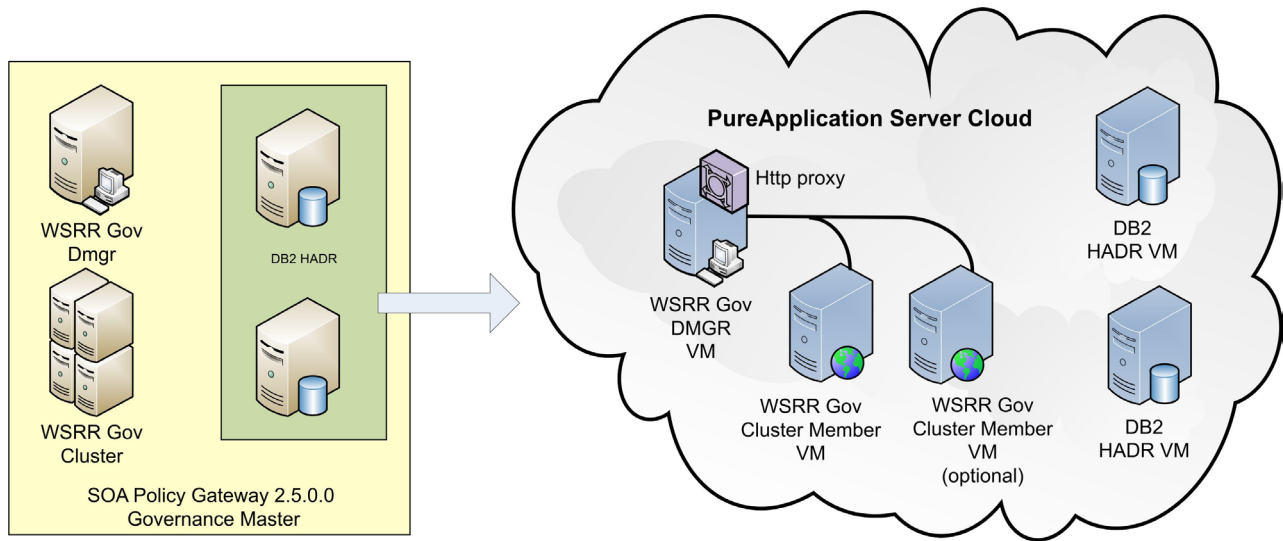 WSRR Gov
Dmgr
DB2 HADR
WSRR Gov
Cluster
SOA Policy Gateway 2.5.0.0
Governance Master
PureApplication Server Cloud
Http proxy
WSRR Gov
DMGR
VM
WSRR Gov
Cluster Member
VM
WSRR Gov
Cluster Member
VM
(optional)
DB2
HADR VM
DB2
HADR VM